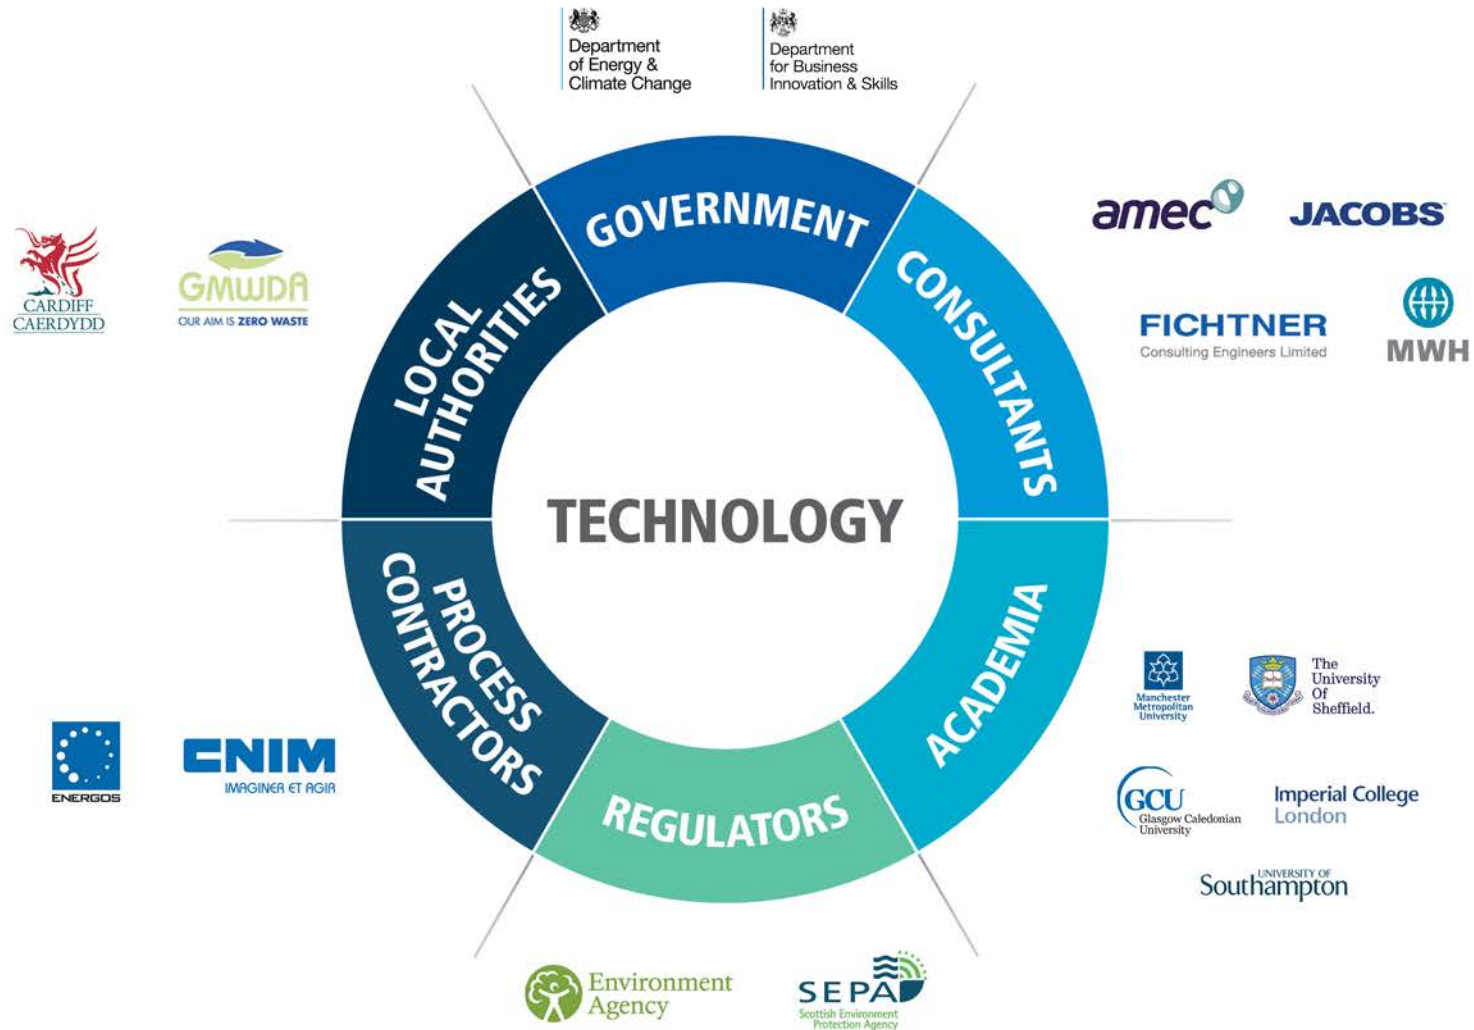 Department
of Energy &
Climate Change
Department
for Business
Innovation & Skills
GOVERNMENT
CONSULTANTS
amec
JACOBS
FICHTNER
Consulting Engineers Limited
MWH
LOCAL
AUTHORITIES
CARDIFF
CAERDYDD
GMWDA
OUR AIM IS ZERO WASTE
TECHNOLOGY
PROCESS
CONTRACTORS
ENERGOS
CNIM
IMAGINER ET AGIR
ACADEMIA
Manchester
Metropolitan
University
The
University
Of
Sheffield.
GCU
Glasgow Caledonian
University
Imperial College
London
UNIVERSITY OF
Southampton
REGULATORS
Environment
Agency
SEPA
Scottish Environment
Protection Agency